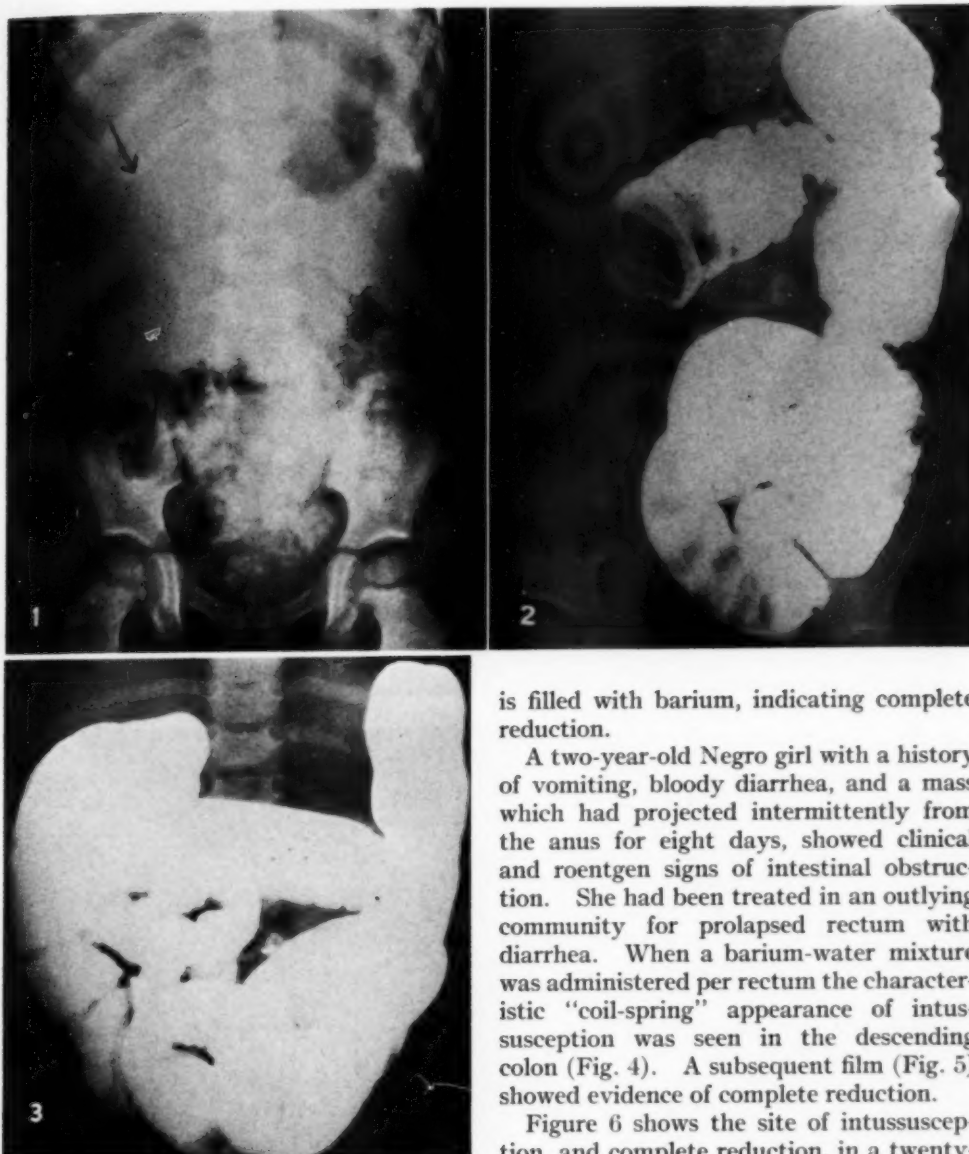 1
2
3
is filled with barium, indicating complete
reduction.
A two-year-old Negro girl with a history
of vomiting, bloody diarrhea, and a mass
which had projected intermittently from
the anus for eight days, showed clinica
and roentgen signs of intestinal obstruc-
tion. She had been treated in an outlying
community for prolapsed rectum with
diarrhea. When a barium-water mixture
was administered per rectum the character-
istic "coil-spring" appearance of intus-
susception was seen in the descending
colon (Fig. 4). A subsequent film (Fig. 5)
showed evidence of complete reduction.
Figure 6 shows the site of intussuscep-
tion, and complete reduction, in a twenty-